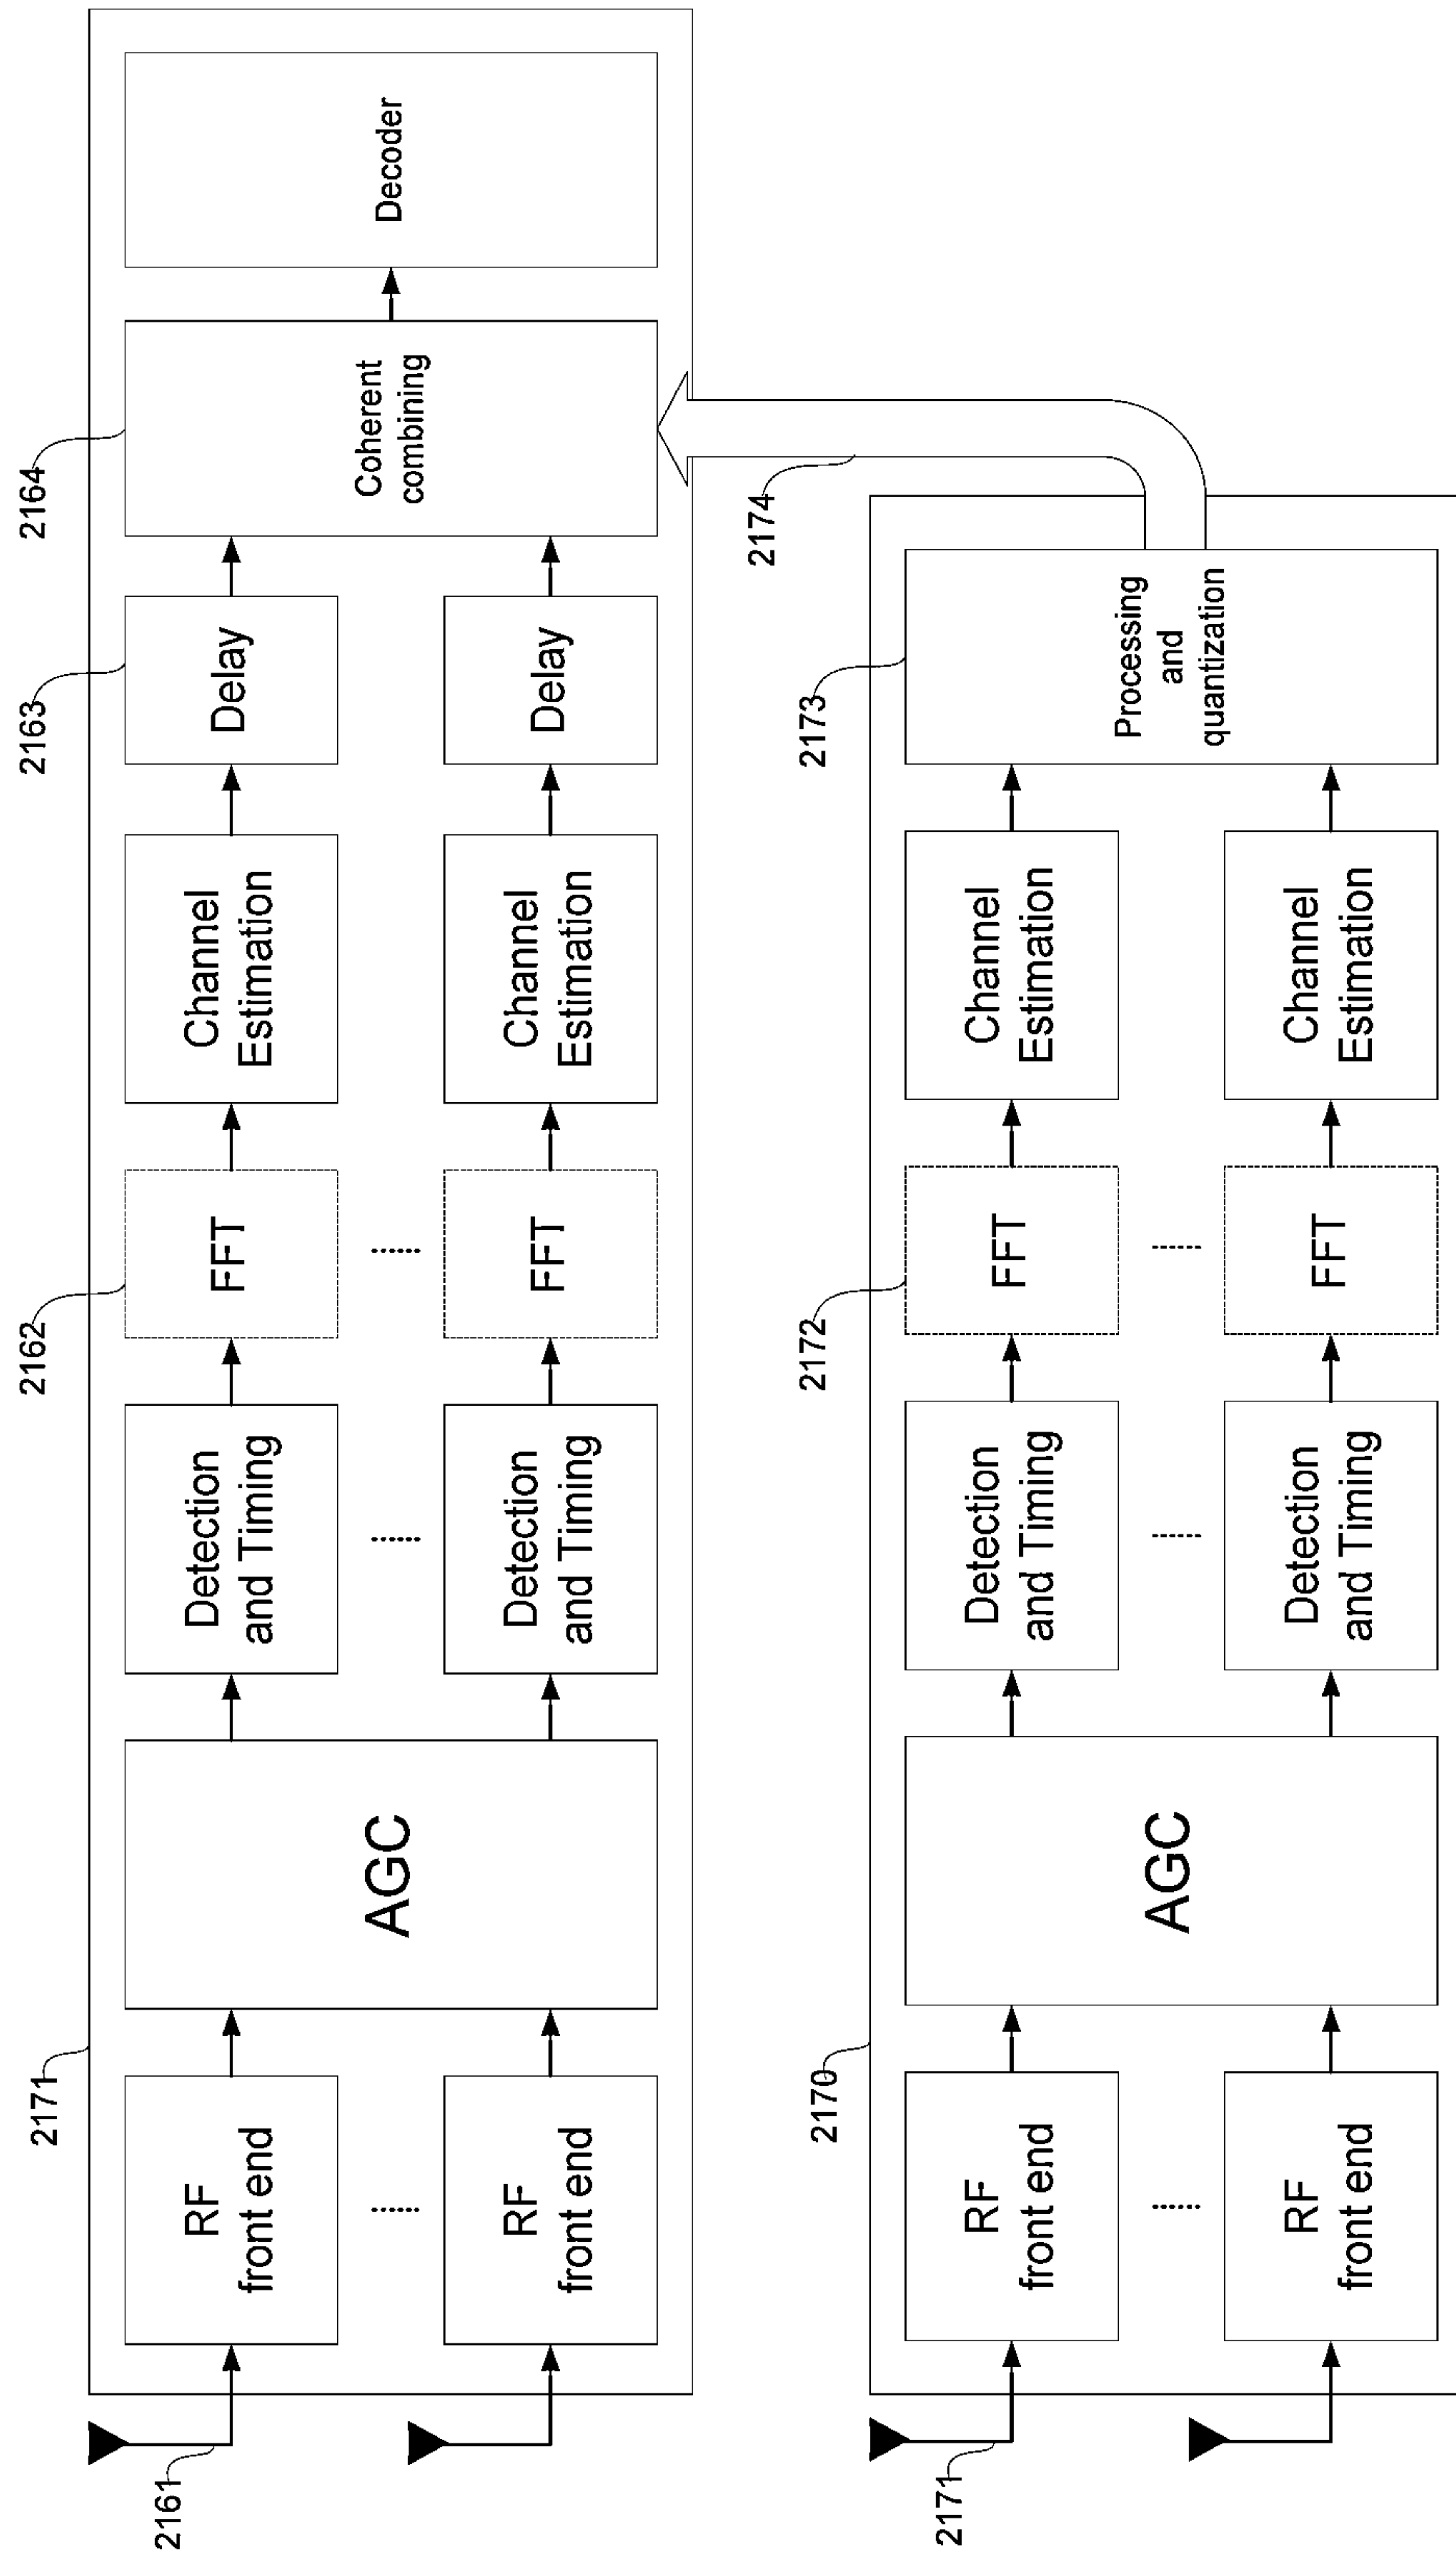 2171
2161
RF
front end
RF
front end
AGC
Detection
and Timing
Detection
and Timing
2162
FFT
FFT
Channel
Estimation
Channel
Estimation
2163
Delay
Delay
2164
Coherent
combining
Decoder
2170
2171
RF
front end
RF
front end
AGC
Detection
and Timing
Detection
and Timing
2172
FFT
FFT
Channel
Estimation
Channel
Estimation
2173
Processing
and
quantization
2174